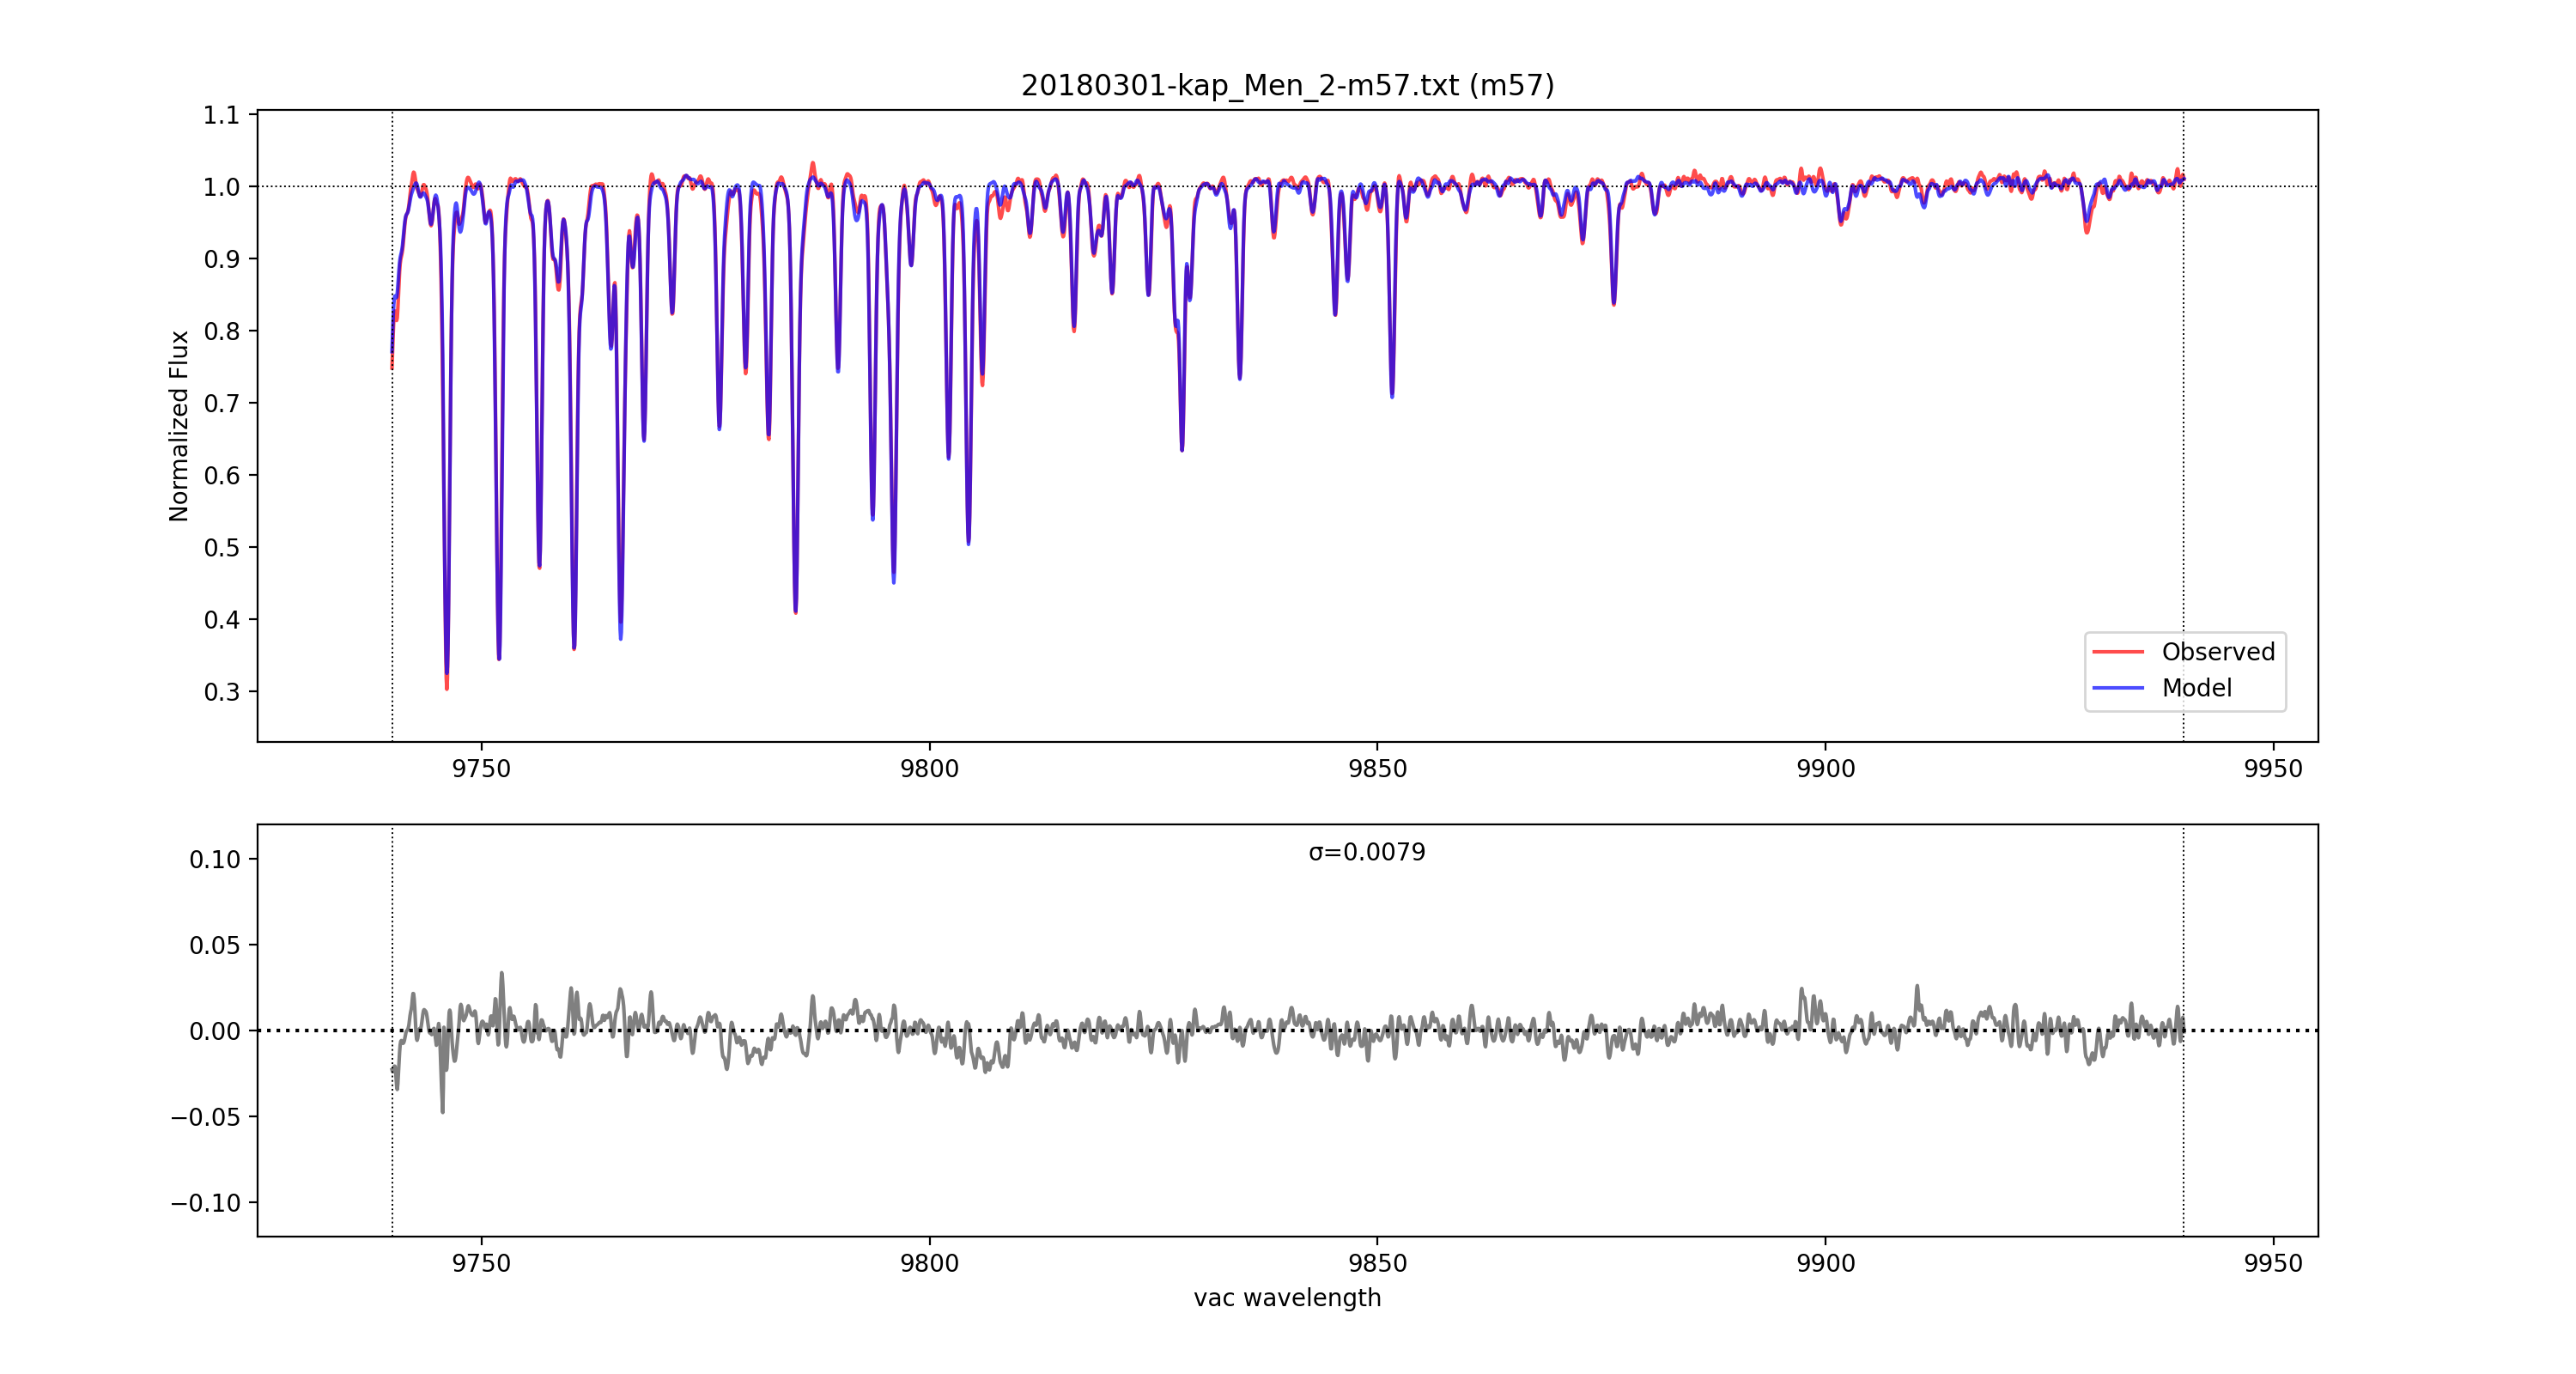 20180301-kap_Men_2-m57.txt (m57)
Normalized Flux
1.1
1.0
0.9
0.8
0.7
0.6
0.5
0.4
0.3
Observed
Model
9750 9800 9850 9900 9950
σ=0.0079
0.10
0.05
0.00
−0.05
−0.10
9750 9800 9850 9900 9950
vac wavelength